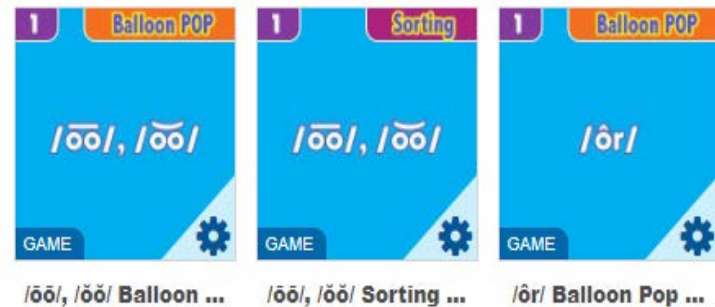 1 Balloon POP
/o͞o/, /o͝o/
GAME
/ōō/, /ŏŏ/ Balloon ...
1 Sorting
/o͞o/, /o͝o/
GAME
/ōō/, /ŏŏ/ Sorting ...
1 Balloon POP
/ôr/
GAME
/ôr/ Balloon Pop ...